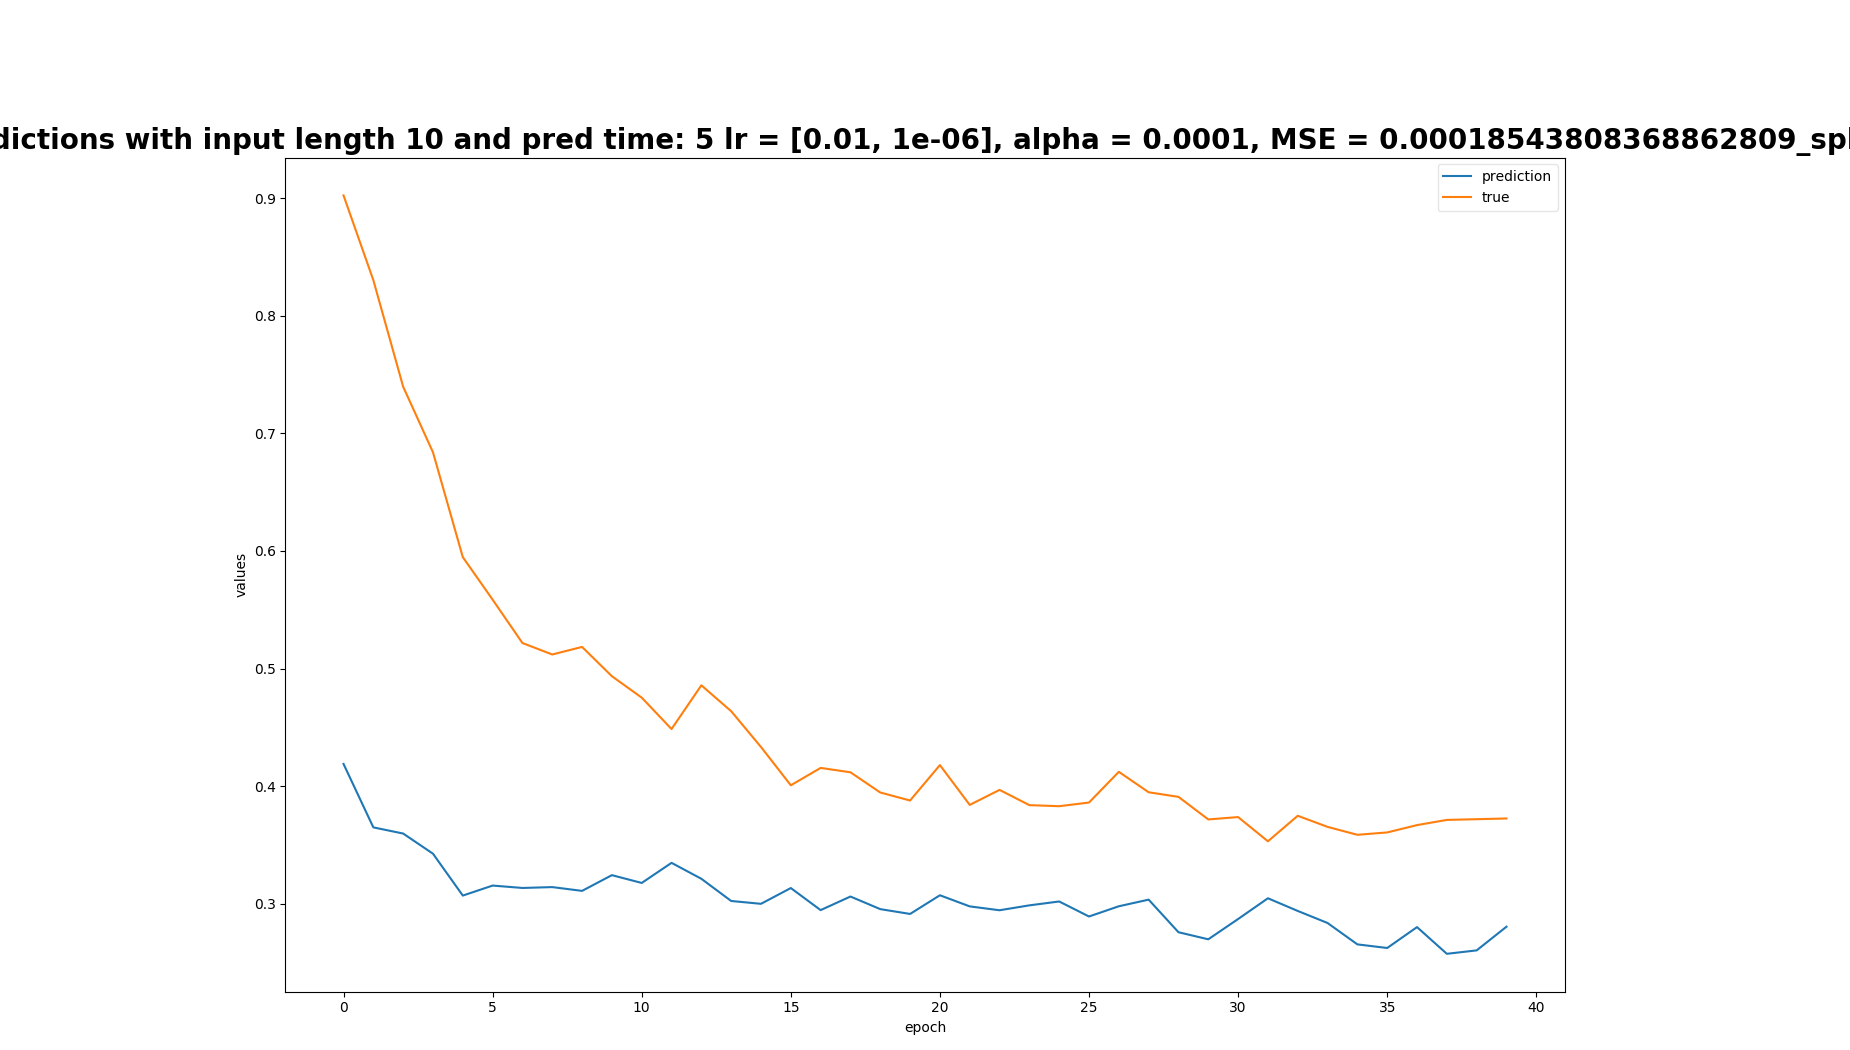 dictions with input length 10 and pred time: 5 lr = [0.01, 1e-06], alpha = 0.0001, MSE = 0.00018543808368862809_spl
prediction
true
0.9
0.8
0.7
0.6
0.5
0.4
0.3
values
0 5 10 15 20 25 30 35 40
epoch